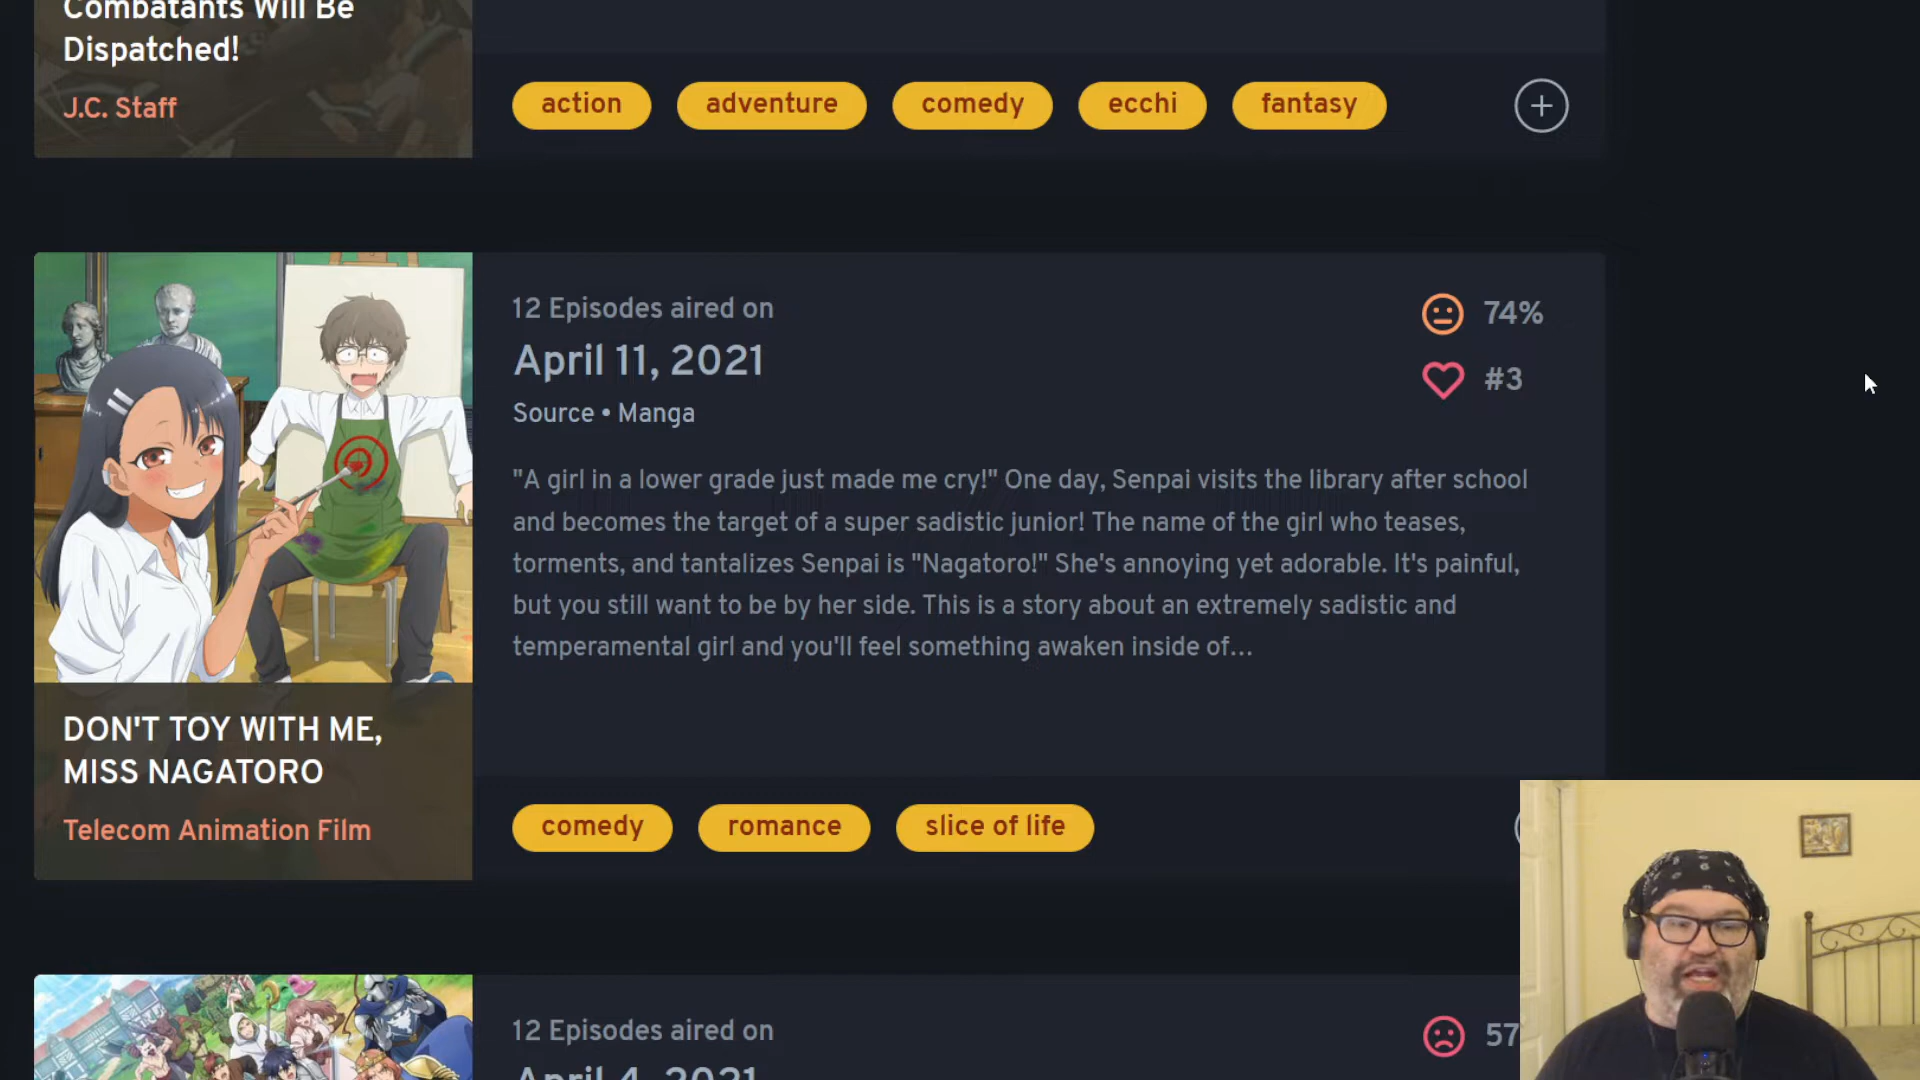 Combatants Will Be
Dispatched!
J.C. Staff
action
adventure
comedy
ecchi
fantasy
12 Episodes aired on
April 11, 2021
Source • Manga
74%
#3
"A girl in a lower grade just made me cry!" One day, Senpai visits the library after school
and becomes the target of a super sadistic junior! The name of the girl who teases,
torments, and tantalizes Senpai is "Nagatoro!" She's annoying yet adorable. It's painful,
but you still want to be by her side. This is a story about an extremely sadistic and
temperamental girl and you'll feel something awaken inside of...
DON'T TOY WITH ME,
MISS NAGATORO
Telecom Animation Film
comedy
romance
slice of life
12 Episodes aired on
April 4, 2021
57